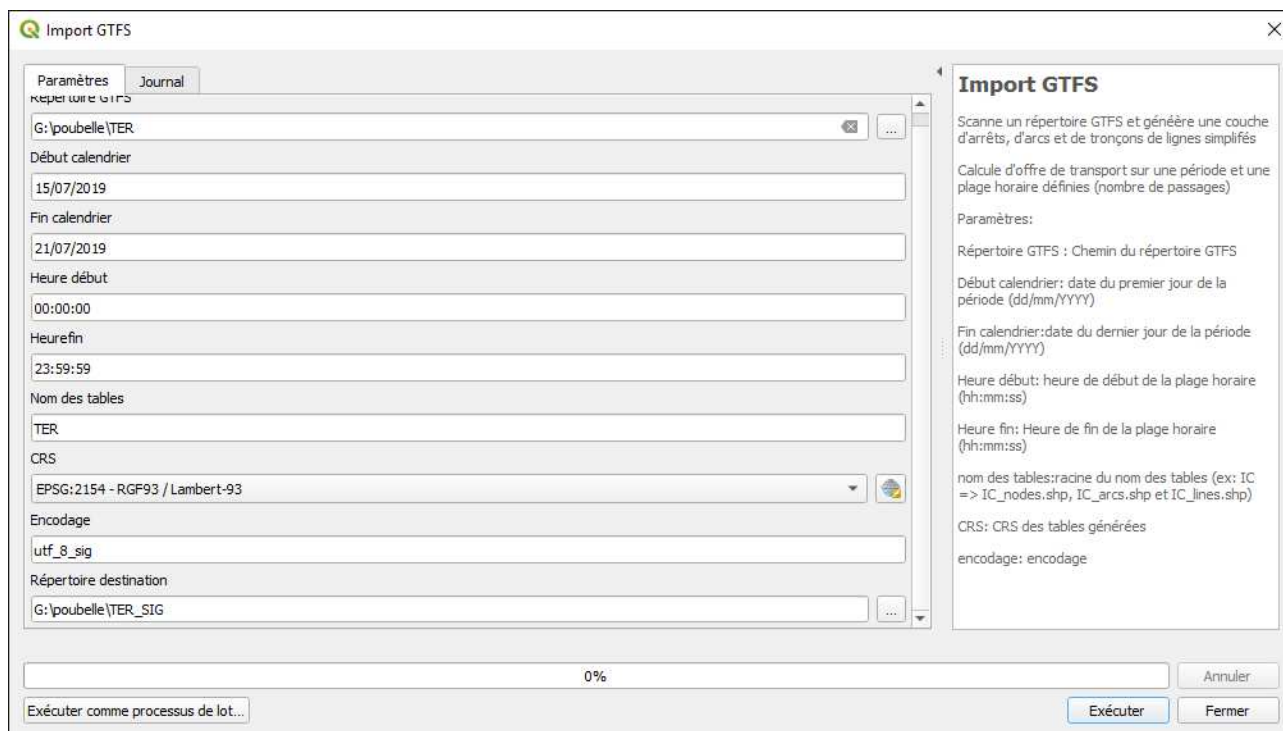 Import GTFS
Paramètres
Journal
Répertoire GTFS
G:\poubelle\TER
...
Début calendrier
15/07/2019
Fin calendrier
21/07/2019
Heure début
00:00:00
Heurefin
23:59:59
Nom des tables
TER
CRS
EPSG:2154 - RGF93 / Lambert-93
Encodage
utf_8_sig
Répertoire destination
G:\poubelle\TER_SIG
...
Import GTFS
Scanne un répertoire GTFS et génèère une couche
d'arrêts, d'arcs et de tronçons de lignes simplifiés
Calcule d'offre de transport sur une période et une
plage horaire définies (nombre de passages)
Paramètres:
Répertoire GTFS : Chemin du répertoire GTFS
Début calendrier: date du premier jour de la
période (dd/mm/YYYY)
Fin calendrier:date du dernier jour de la période
(dd/mm/YYYY)
Heure début: heure de début de la plage horaire
(hh:mm:ss)
Heure fin: Heure de fin de la plage horaire
(hh:mm:ss)
nom des tables:racine du nom des tables (ex: IC
=> IC_nodes.shp, IC_arcs.shp et IC_lines.shp)
CRS: CRS des tables générées
encodage: encodage
0%
Annuler
Exécuter comme processus de lot...
Exécuter
Fermer